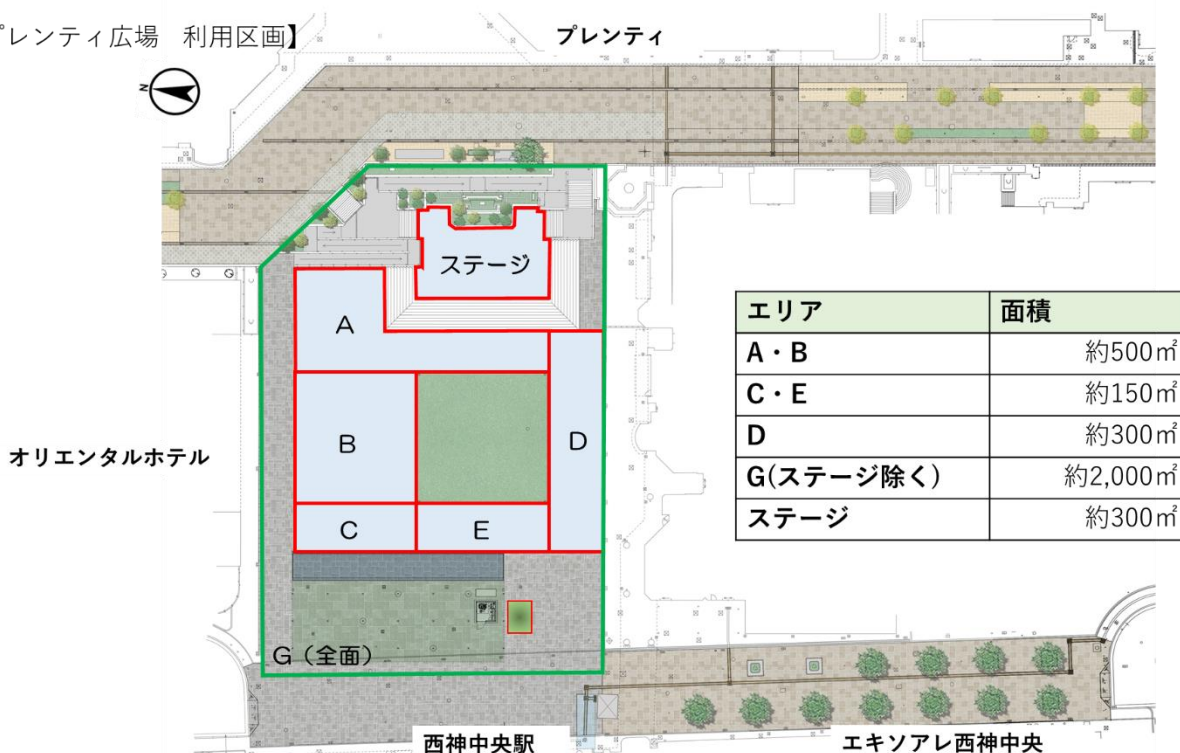 プレンティ広場　利用区画】
プレンティ
N
ステージ
A
B
D
C
E
G（全面）
オリエンタルホテル
西神中央駅
エキソアレ西神中央
エリア 面積
A・B 約500㎡
C・E 約150㎡
D 約300㎡
G(ステージ除く) 約2,000㎡
ステージ 約300㎡